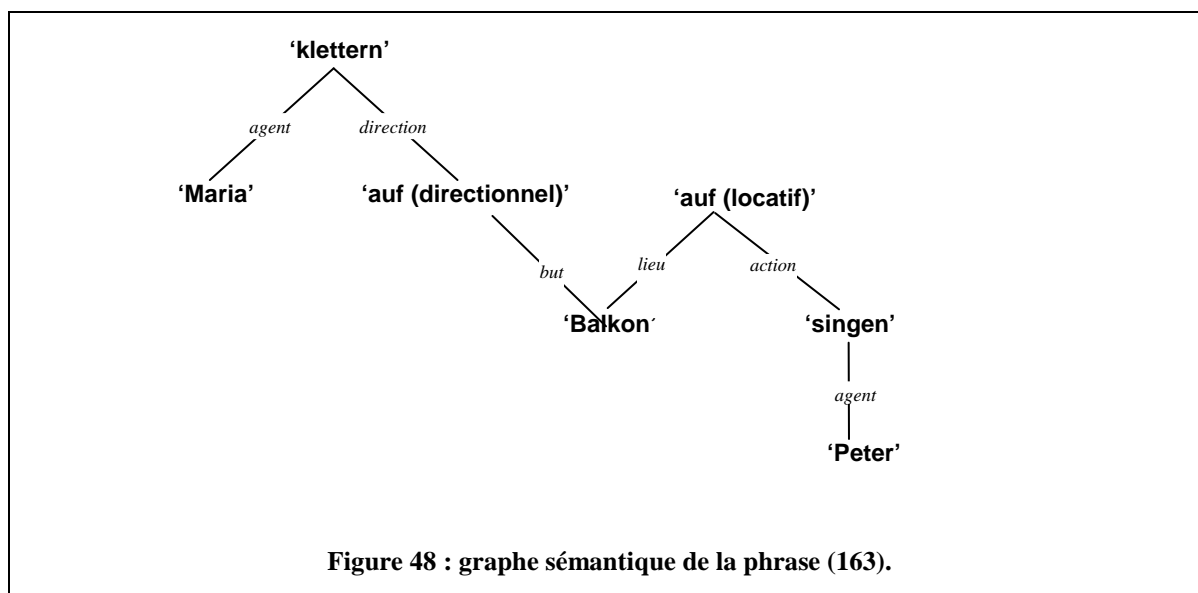 ‘klettern’
agent direction
‘Maria’ ‘auf (directionnel)’ ‘auf (locatif)’
but lieu action
‘Balkon´ ‘singen’
agent
‘Peter’
Figure 48 : graphe sémantique de la phrase (163).